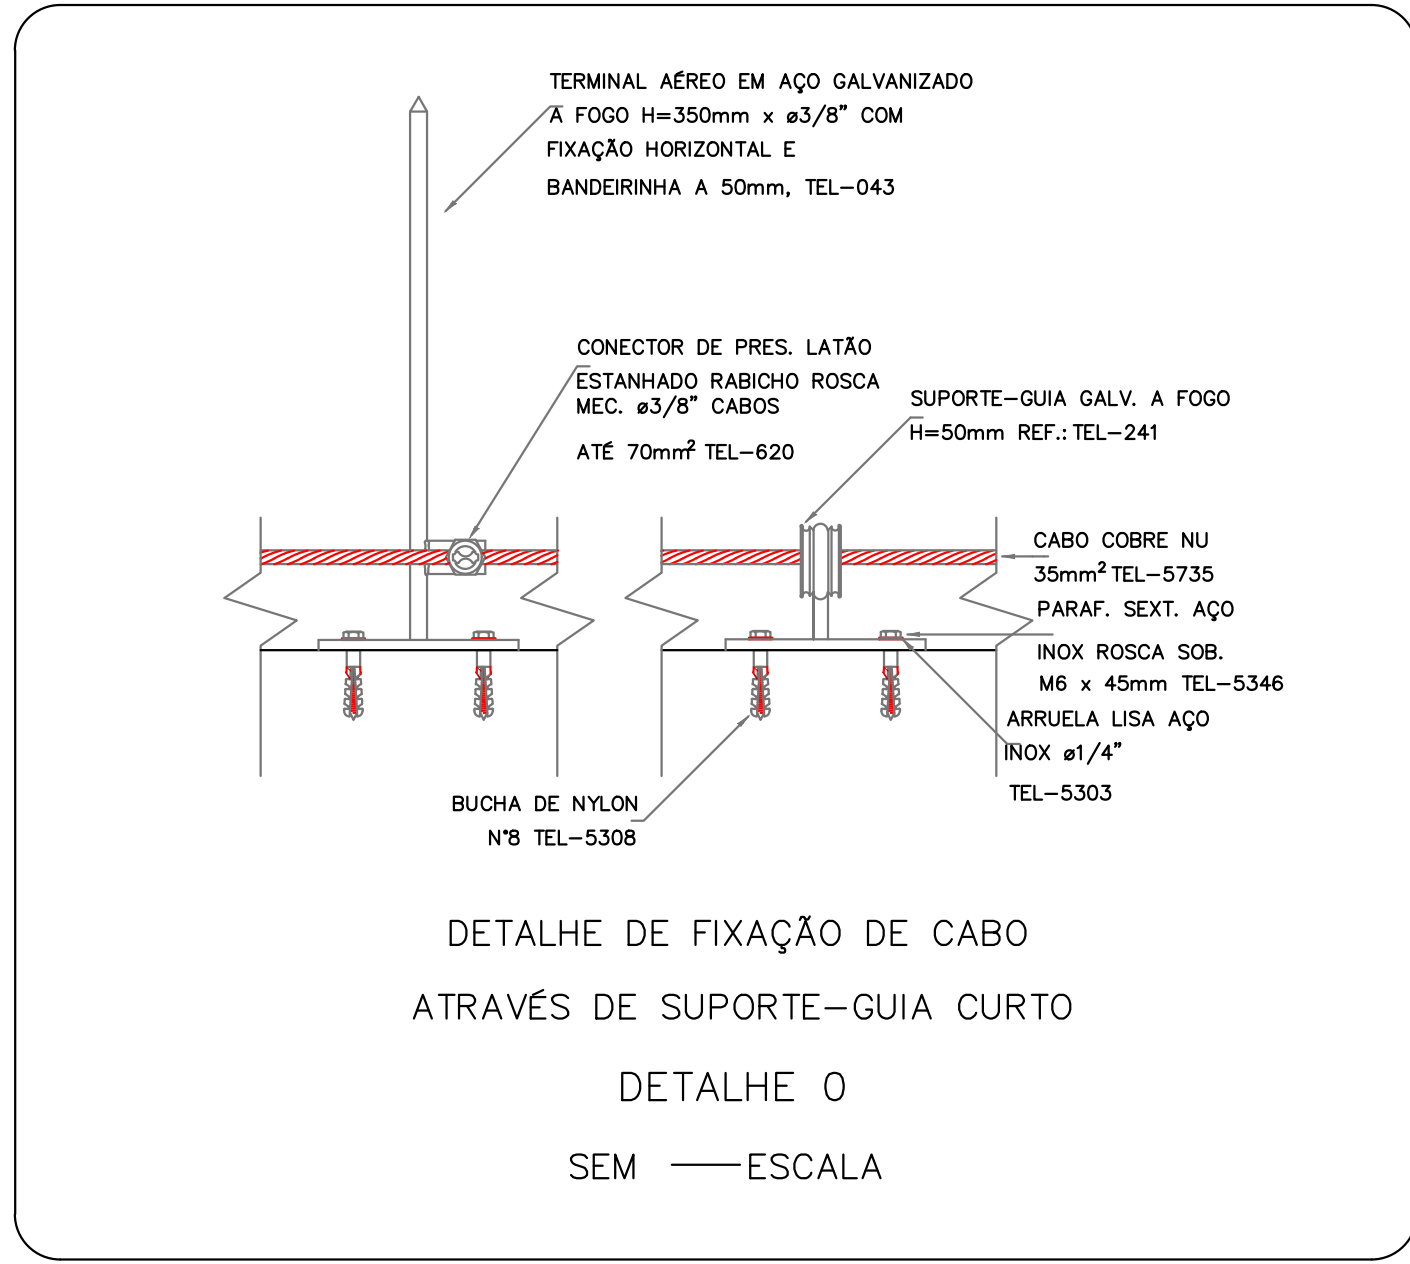 TERMINAL AÉREO EM AÇO GALVANIZADO
A FOGO H=350mm x ø3/8" COM
FIXAÇÃO HORIZONTAL E
BANDEIRINHA A 50mm, TEL-043
CONECTOR DE PRES. LATÃO
ESTANHADO RABICHO ROSCA
MEC. ø3/8" CABOS
ATÉ 70mm² TEL-620
SUPORTE-GUIA GALV. A FOGO
H=50mm REF.: TEL-241
CABO COBRE NU
35mm² TEL-5735
PARAF. SEXT. AÇO
INOX ROSCA SOB.
M6 x 45mm TEL-5346
ARRUELA LISA AÇO
INOX ø1/4"
TEL-5303
BUCHA DE NYLON
N°8 TEL-5308
DETALHE DE FIXAÇÃO DE CABO
ATRAVÉS DE SUPORTE-GUIA CURTO
DETALHE 0
SEM ESCALA